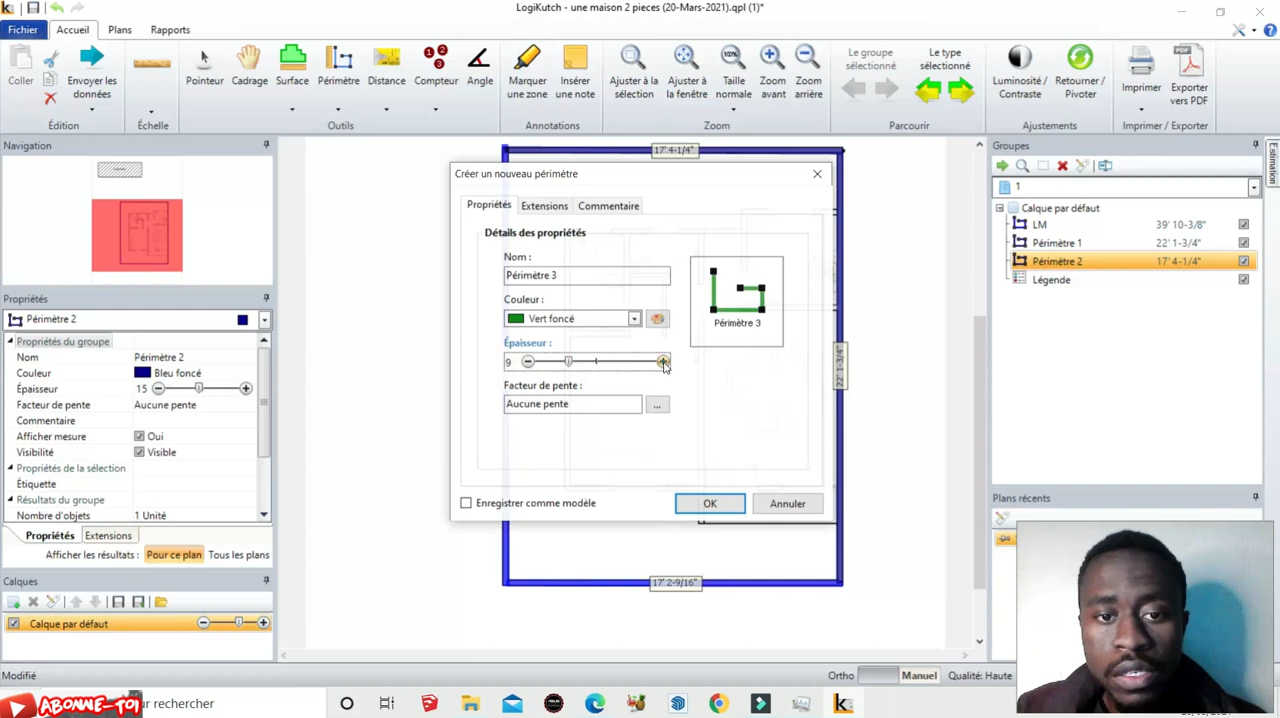 LogiKutch - une maison 2 pieces (20-Mars-2021).qpl (1)*
Fichier
Accueil
Plans
Rapports
Coller
Envoyer les données
Édition
Échelle
Pointeur
Cadrage
Surface
Périmètre
Distance
Compteur
Angle
Outils
Marquer une zone
Insérer une note
Annotations
Ajuster à la sélection
Ajuster à la fenêtre
Taille normale
Zoom avant
Zoom arrière
Zoom
Le groupe sélectionné
Le type sélectionné
Parcourir
Luminosité / Contraste
Retourner / Pivoter
Ajustements
Imprimer
Exporter vers PDF
Imprimer / Exporter
Navigation
Propriétés
Périmètre 2
Propriétés du groupe
Nom Périmètre 2
Couleur Bleu foncé
Épaisseur 15
Facteur de pente Aucune pente
Commentaire
Afficher mesure Oui
Visibilité Visible
Propriétés de la sélection
Étiquette
Résultats du groupe
Nombre d'objets 1 Unité
Propriétés Extensions
Afficher les résultats : Pour ce plan Tous les plans
Calques
Calque par défaut
Modifié
17' 4-1/4"
22' 1-3/4"
17' 2-9/16"
Créer un nouveau périmètre
Propriétés Extensions Commentaire
Détails des propriétés
Nom :
Périmètre 3
Couleur :
Vert foncé
Épaisseur :
9
Facteur de pente :
Aucune pente
...
Périmètre 3
Enregistrer comme modèle
OK
Annuler
Groupes
1
Calque par défaut
LM 39' 10-3/8"
Périmètre 1 22' 1-3/4"
Périmètre 2 17' 4-1/4"
Légende
Estimation
Plans récents
Ortho
Manuel
Qualité: Haute
ABONNE-TOI
rechercher